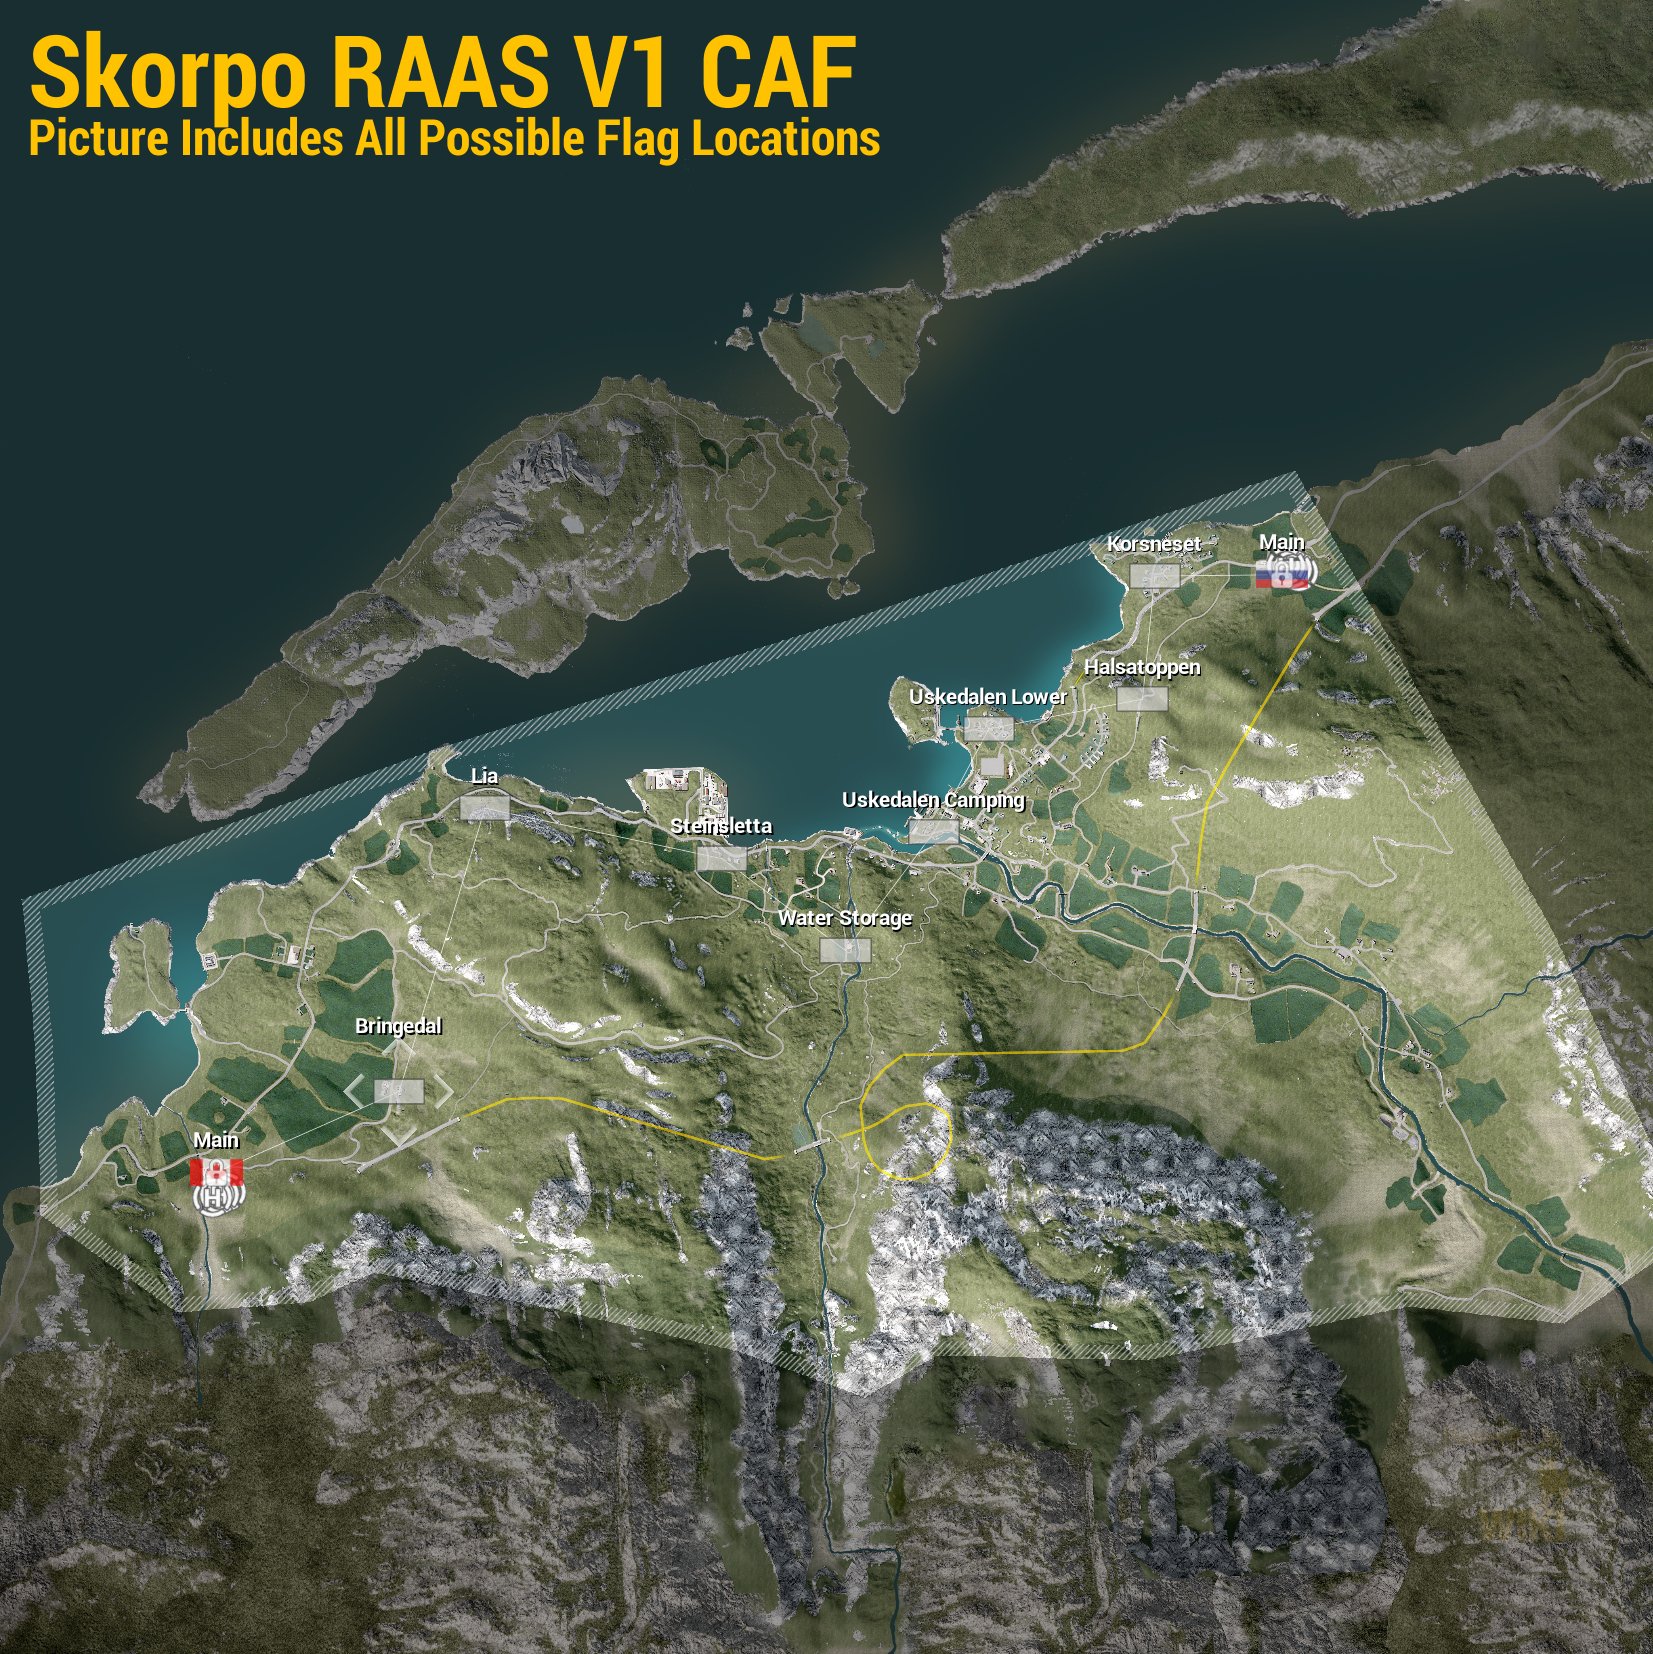 Skorpo RAAS V1 CAF
Picture Includes All Possible Flag Locations
Korsneset
Main
Halsatoppen
Uskedalen Lower
Lia
Uskedalen Camping
Steinsletta
Water Storage
Bringedal
Main
H